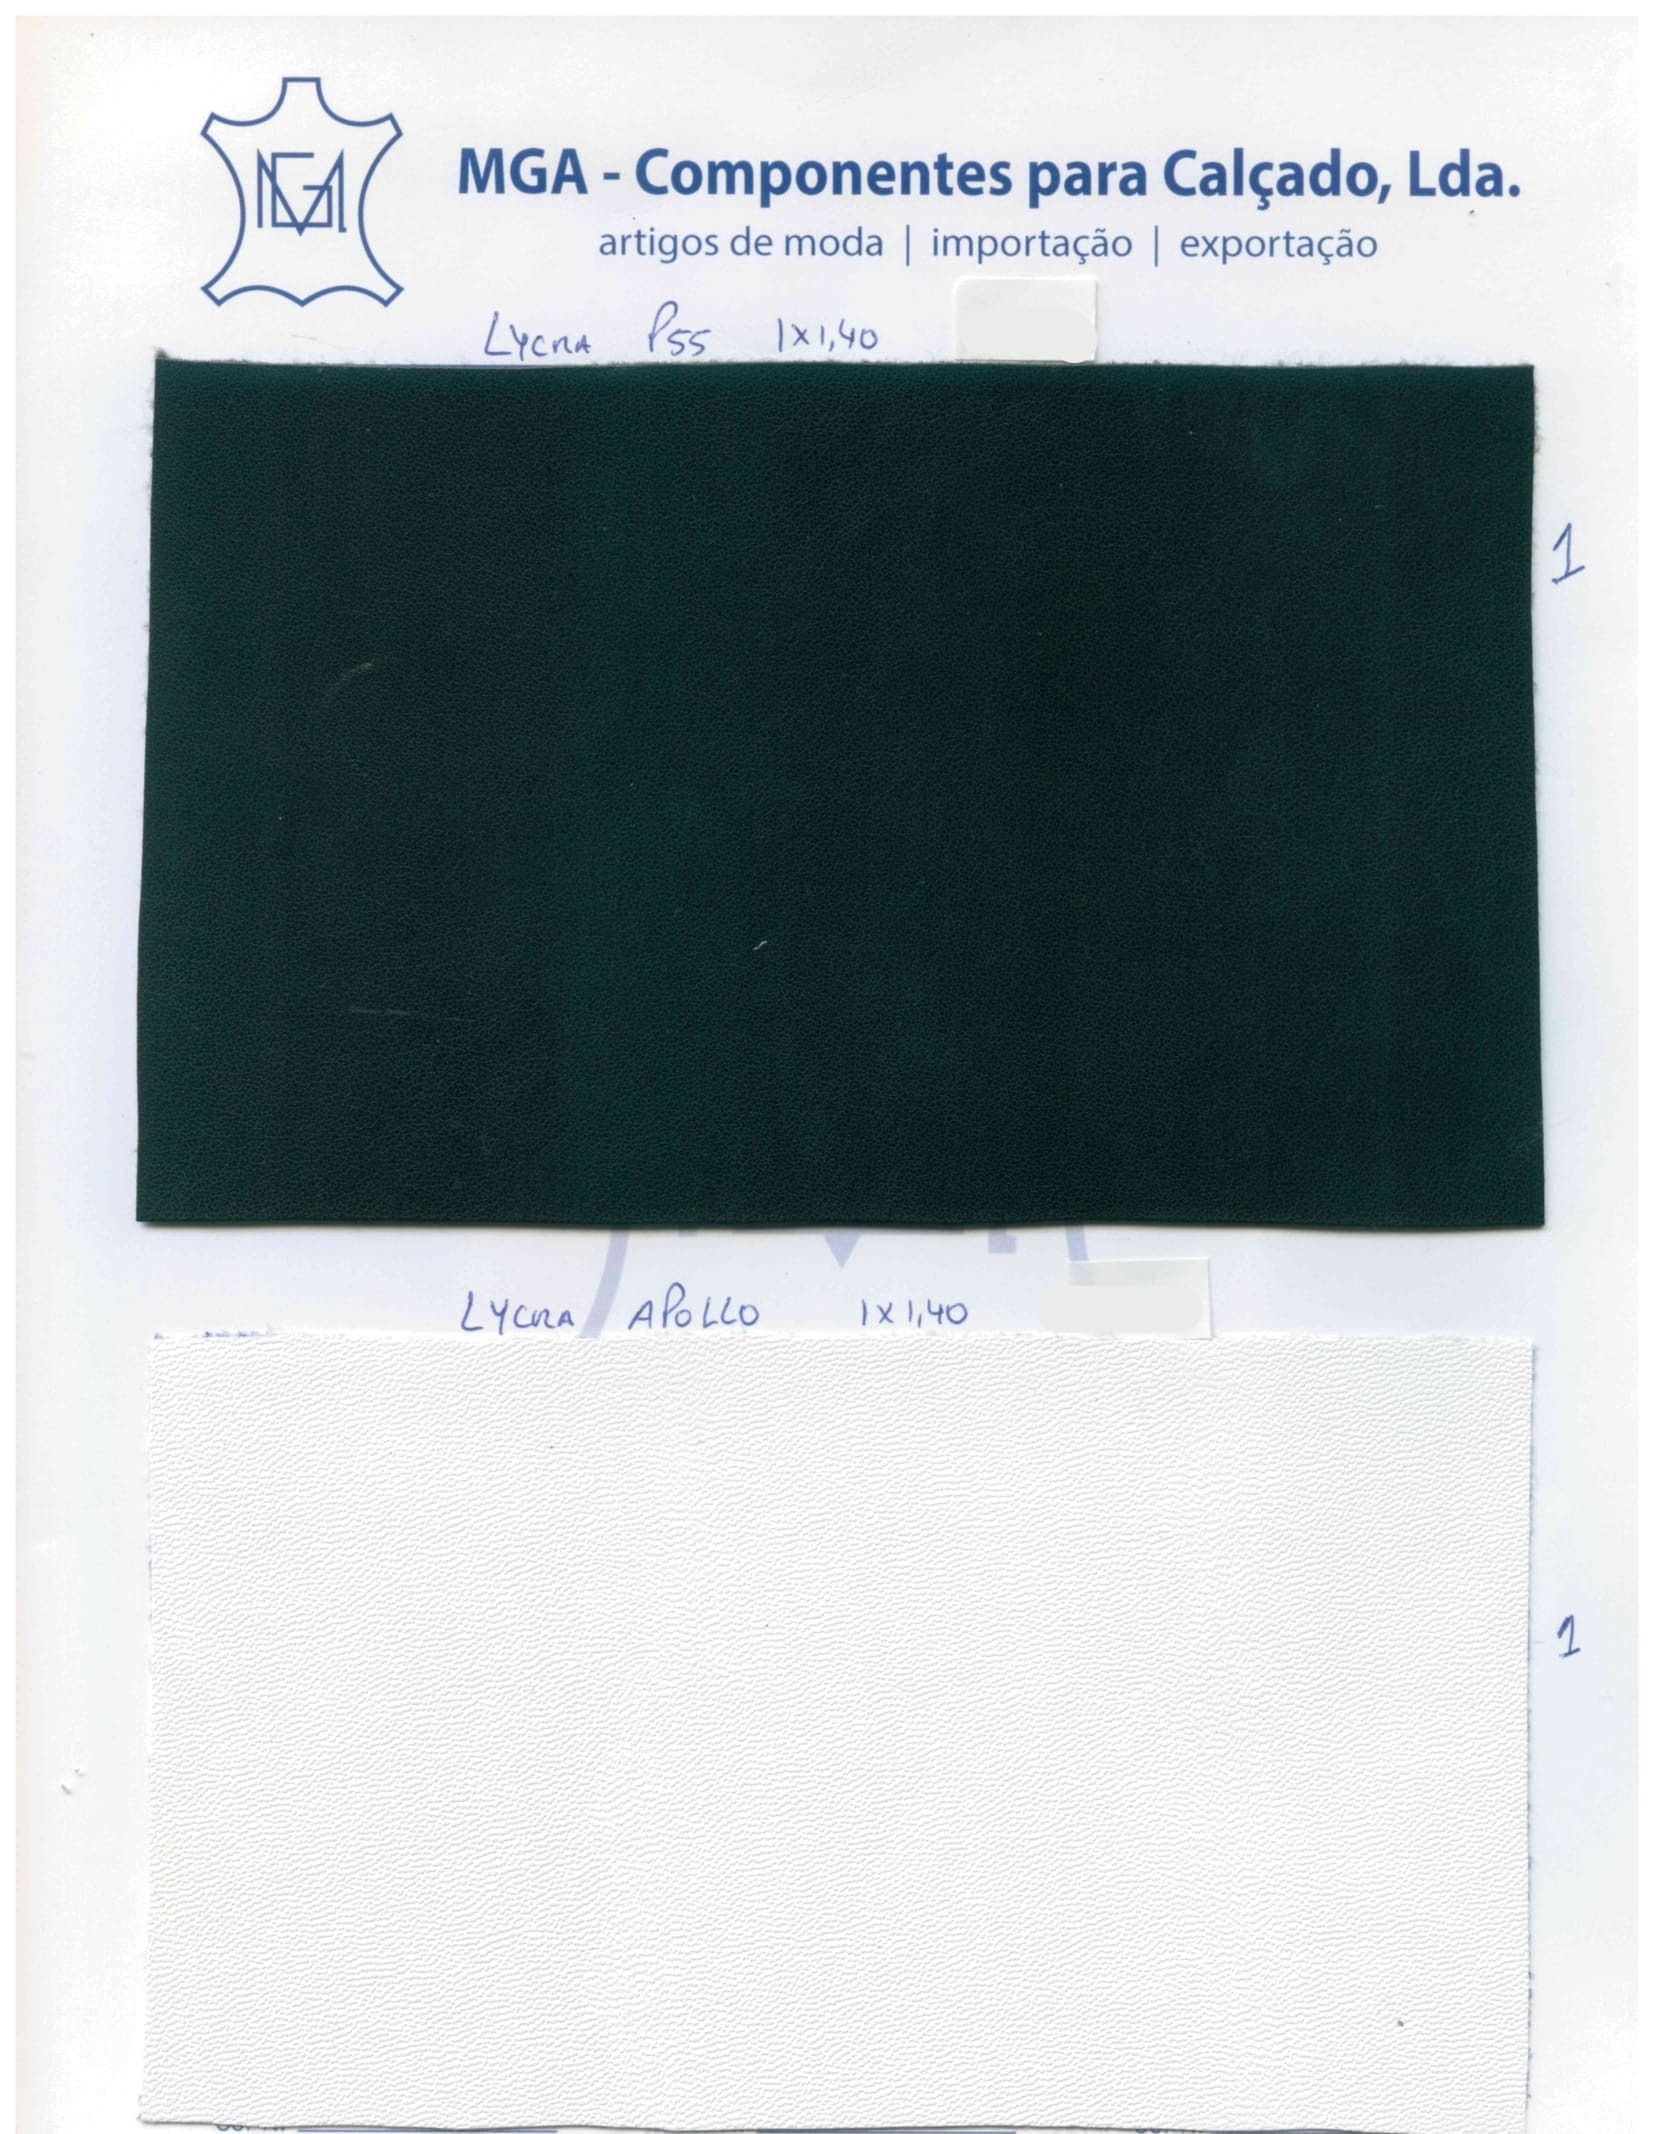 MGA
MGA - Componentes para Calçado, Lda.
artigos de moda | importação | exportação
LYCRA P55 1x1,40
1
LYCRA APOLLO 1x1,40
1